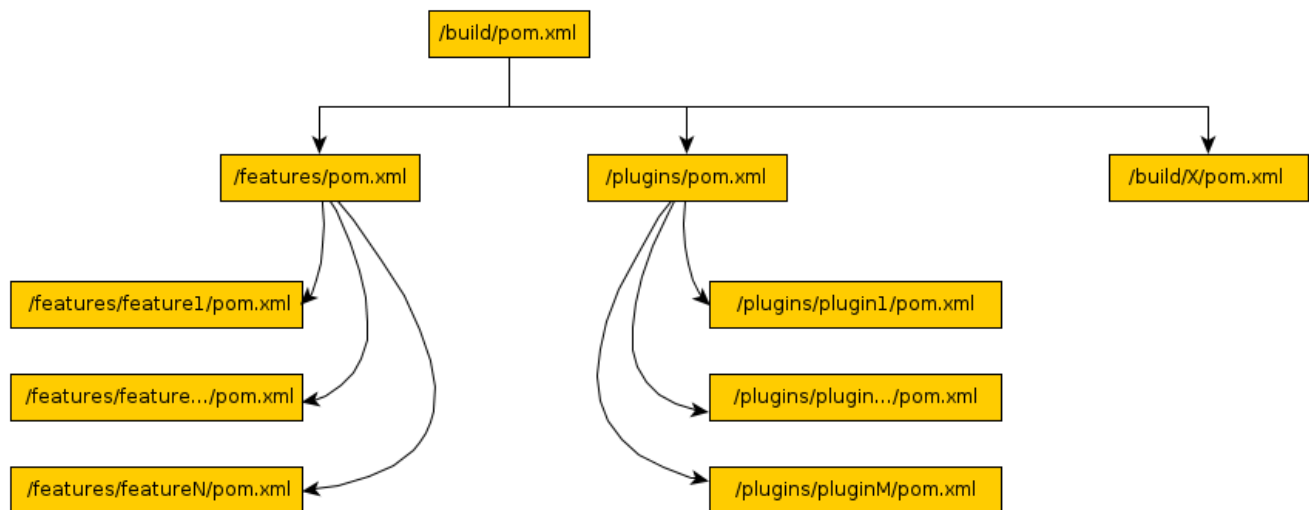 /build/pom.xml
/features/pom.xml
/plugins/pom.xml
/build/X/pom.xml
/features/feature1/pom.xml
/plugins/plugin1/pom.xml
/features/feature.../pom.xml
/plugins/plugin.../pom.xml
/features/featureN/pom.xml
/plugins/pluginM/pom.xml